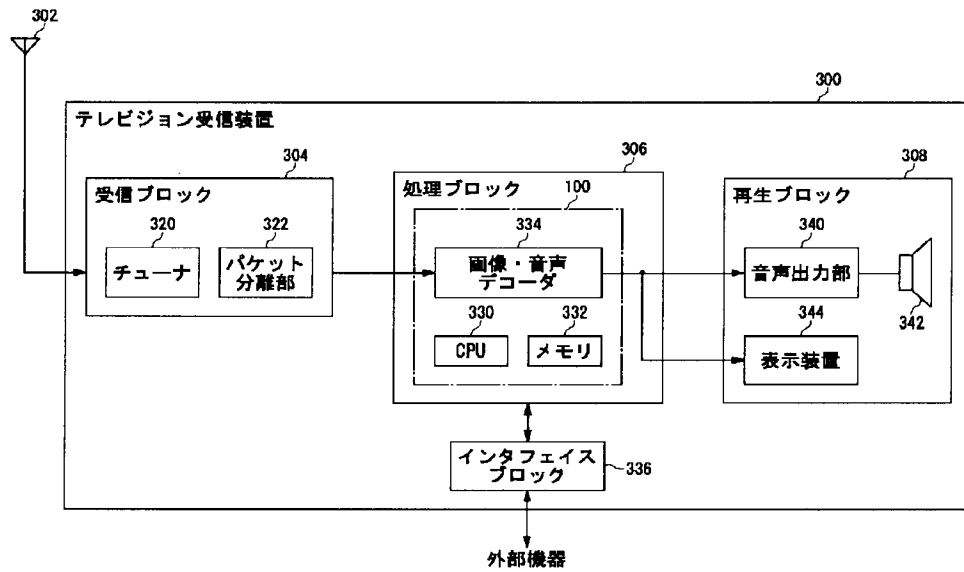 302
300
テレビジョン受信装置
304
受信ブロック
320
チューナ
322
パケット
分離部
306
処理ブロック
100
334
画像・音声
デコーダ
330
CPU
332
メモリ
308
再生ブロック
340
音声出力部
342
344
表示装置
インタフェイス
ブロック
336
外部機器